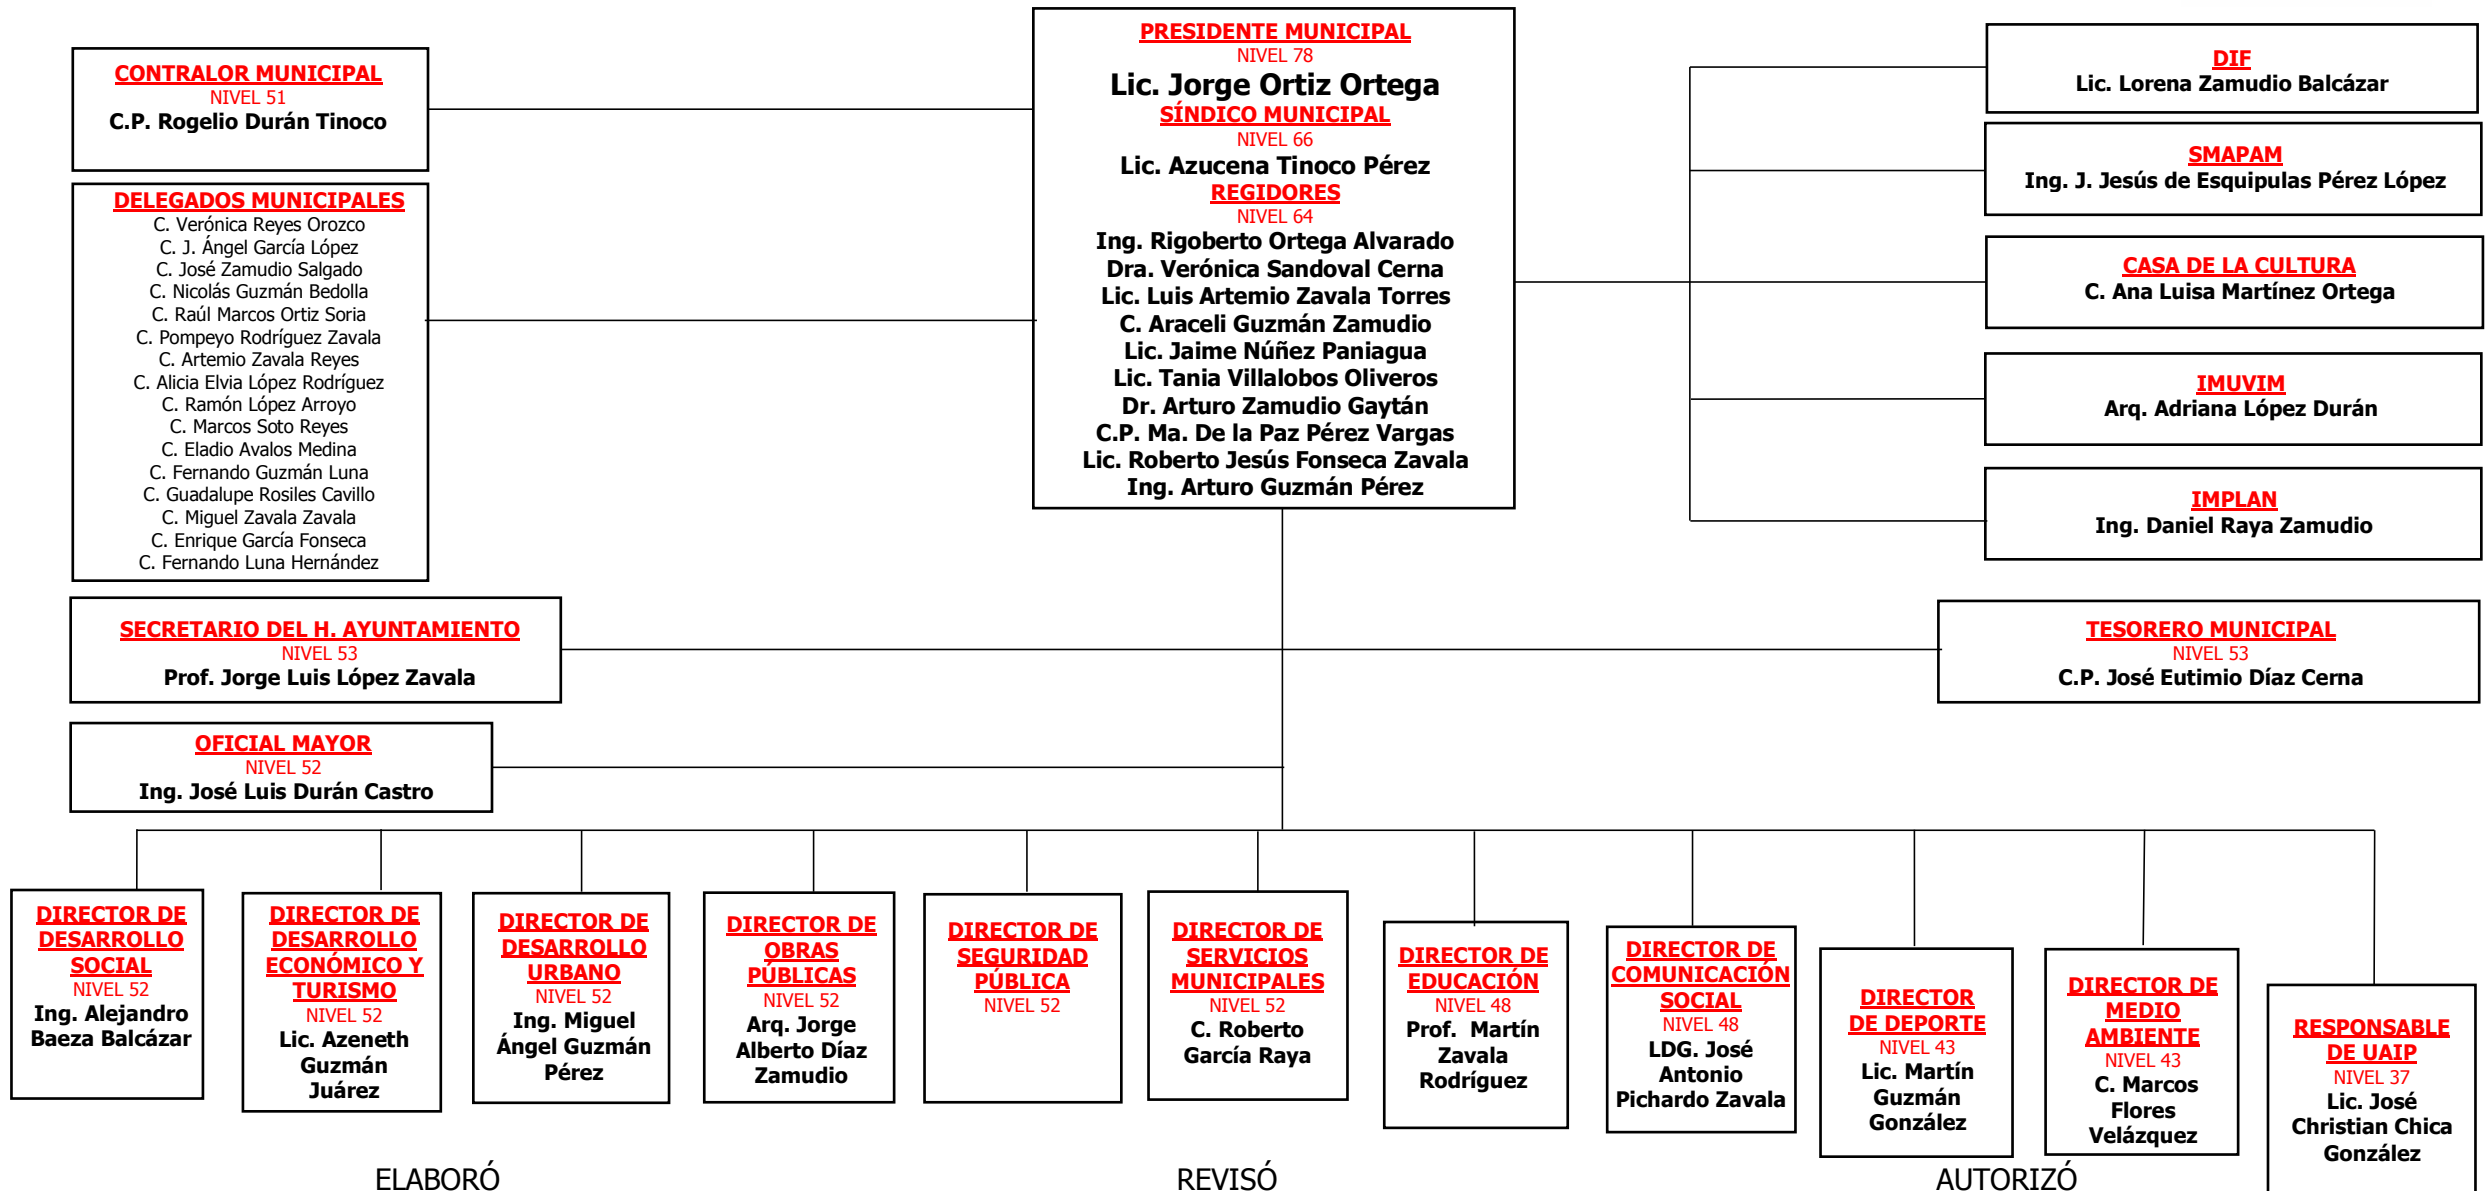 CONTRALOR MUNICIPAL
NIVEL 51
C.P. Rogelio Durán Tinoco
DELEGADOS MUNICIPALES
C. Verónica Reyes Orozco
C. J. Ángel García López
C. José Zamudio Salgado
C. Nicolás Guzmán Bedolla
C. Raúl Marcos Ortiz Soria
C. Pompeyo Rodríguez Zavala
C. Artemio Zavala Reyes
C. Alicia Elvia López Rodríguez
C. Ramón López Arroyo
C. Marcos Soto Reyes
C. Eladio Avalos Medina
C. Fernando Guzmán Luna
C. Guadalupe Rosiles Cavillo
C. Miguel Zavala Zavala
C. Enrique García Fonseca
C. Fernando Luna Hernández
PRESIDENTE MUNICIPAL
NIVEL 78
Lic. Jorge Ortiz Ortega
SÍNDICO MUNICIPAL
NIVEL 66
Lic. Azucena Tinoco Pérez
REGIDORES
NIVEL 64
Ing. Rigoberto Ortega Alvarado
Dra. Verónica Sandoval Cerna
Lic. Luis Artemio Zavala Torres
C. Araceli Guzmán Zamudio
Lic. Jaime Núñez Paniagua
Lic. Tania Villalobos Oliveros
Dr. Arturo Zamudio Gaytán
C.P. Ma. De la Paz Pérez Vargas
Lic. Roberto Jesús Fonseca Zavala
Ing. Arturo Guzmán Pérez
DIF
Lic. Lorena Zamudio Balcázar
SMAPAM
Ing. J. Jesús de Esquipulas Pérez López
CASA DE LA CULTURA
C. Ana Luisa Martínez Ortega
IMUVIM
Arq. Adriana López Durán
IMPLAN
Ing. Daniel Raya Zamudio
SECRETARIO DEL H. AYUNTAMIENTO
NIVEL 53
Prof. Jorge Luis López Zavala
TESORERO MUNICIPAL
NIVEL 53
C.P. José Eutimio Díaz Cerna
OFICIAL MAYOR
NIVEL 52
Ing. José Luis Durán Castro
DIRECTOR DE
DESARROLLO
SOCIAL
NIVEL 52
Ing. Alejandro
Baeza Balcázar
DIRECTOR DE
DESARROLLO
ECONÓMICO Y
TURISMO
NIVEL 52
Lic. Azeneth
Guzmán
Juárez
DIRECTOR DE
DESARROLLO
URBANO
NIVEL 52
Ing. Miguel
Ángel Guzmán
Pérez
DIRECTOR DE
OBRAS
PÚBLICAS
NIVEL 52
Arq. Jorge
Alberto Díaz
Zamudio
DIRECTOR DE
SEGURIDAD
PÚBLICA
NIVEL 52
DIRECTOR DE
SERVICIOS
MUNICIPALES
NIVEL 52
C. Roberto
García Raya
DIRECTOR DE
EDUCACIÓN
NIVEL 48
Prof. Martín
Zavala
Rodríguez
DIRECTOR DE
COMUNICACIÓN
SOCIAL
NIVEL 48
LDG. José
Antonio
Pichardo Zavala
DIRECTOR
DE DEPORTE
NIVEL 43
Lic. Martín
Guzmán
González
DIRECTOR DE
MEDIO
AMBIENTE
NIVEL 43
C. Marcos
Flores
Velázquez
RESPONSABLE
DE UAIP
NIVEL 37
Lic. José
Christian Chica
González
ELABORÓ
REVISÓ
AUTORIZÓ